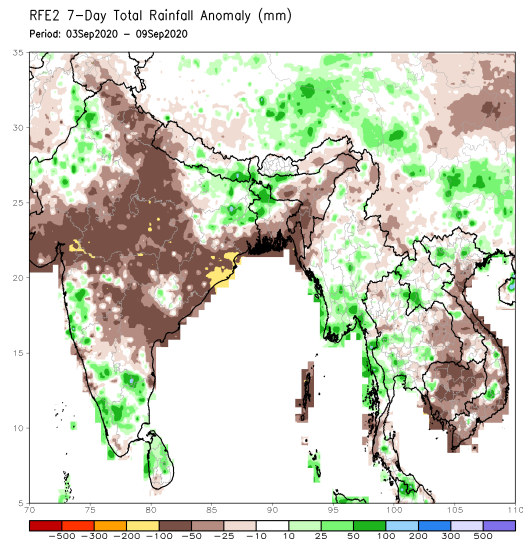 RFE2 7-Day Total Rainfall Anomaly (mm)
Period: 03Sep2020 - 09Sep2020
35
30
25
20
15
10
5
70 75 80 85 90 95 100 105 110
-500 -300 -200 -100 -50 -25 -10 10 25 50 100 200 300 500